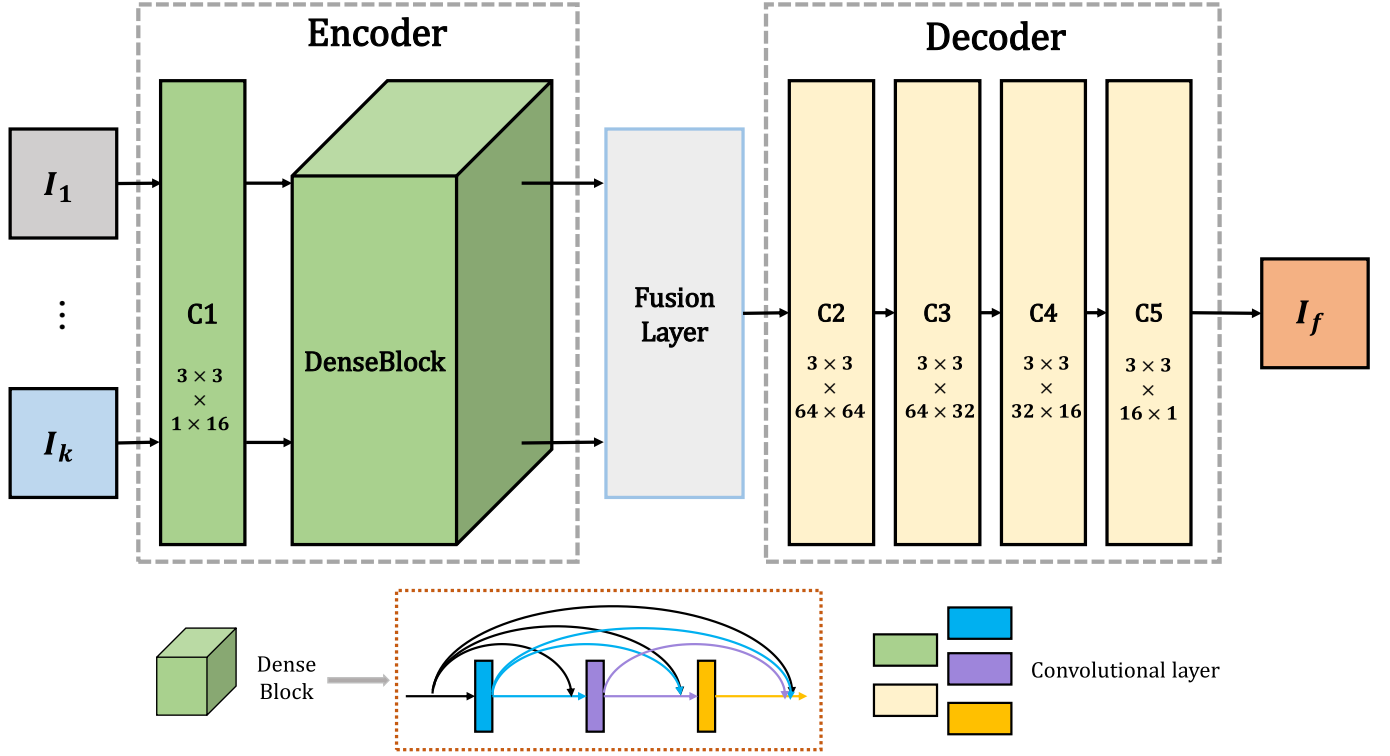 Encoder
Decoder
I₁
⋮
Iₖ
C1
3 × 3
×
1 × 16
DenseBlock
Fusion
Layer
C2
3 × 3
×
64 × 64
C3
3 × 3
×
64 × 32
C4
3 × 3
×
32 × 16
C5
3 × 3
×
16 × 1
I_f
Dense
Block
Convolutional layer